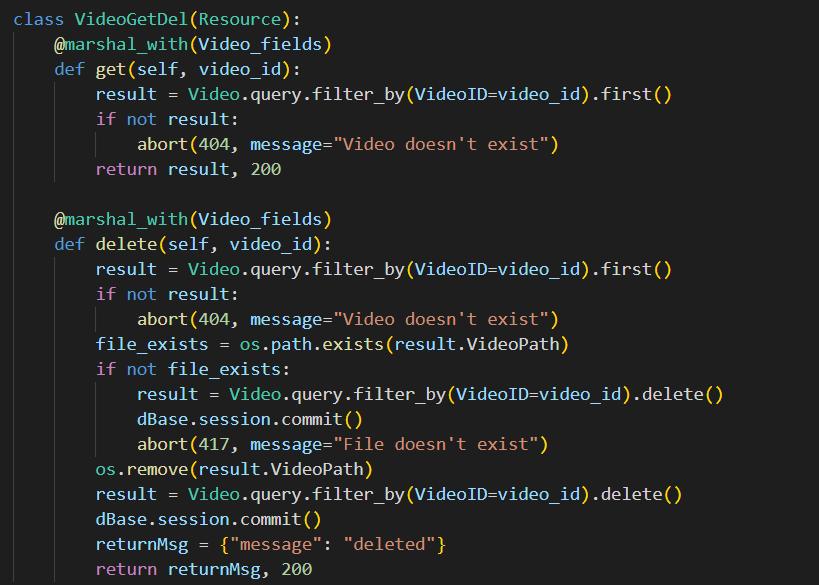 class VideoGetDel(Resource):
    @marshal_with(Video_fields)
    def get(self, video_id):
        result = Video.query.filter_by(VideoID=video_id).first()
        if not result:
            abort(404, message="Video doesn't exist")
        return result, 200

    @marshal_with(Video_fields)
    def delete(self, video_id):
        result = Video.query.filter_by(VideoID=video_id).first()
        if not result:
            abort(404, message="Video doesn't exist")
        file_exists = os.path.exists(result.VideoPath)
        if not file_exists:
            result = Video.query.filter_by(VideoID=video_id).delete()
            dBase.session.commit()
            abort(417, message="File doesn't exist")
        os.remove(result.VideoPath)
        result = Video.query.filter_by(VideoID=video_id).delete()
        dBase.session.commit()
        returnMsg = {"message": "deleted"}
        return returnMsg, 200